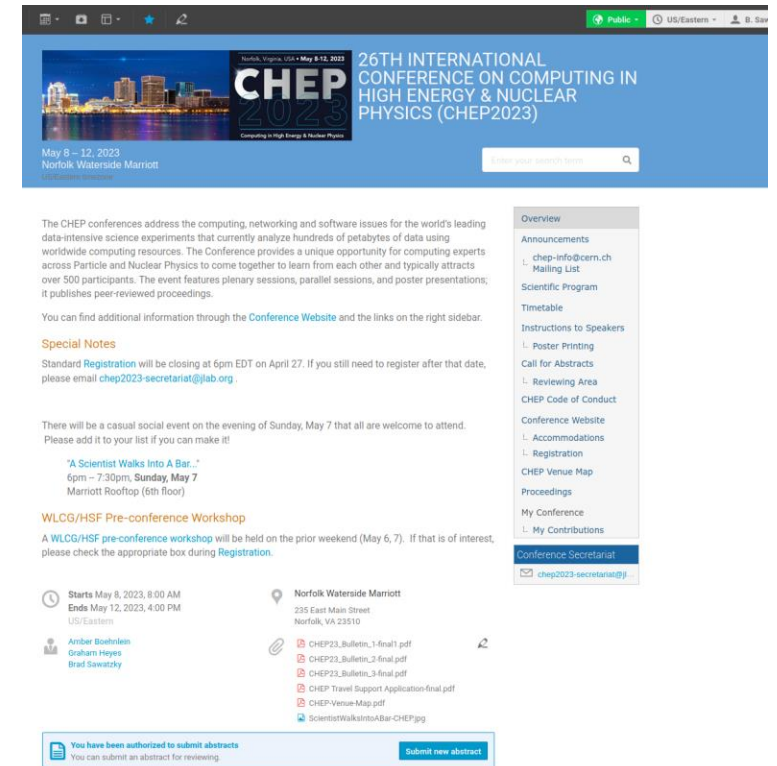 Public
US/Eastern
B. Saw
Norfolk, Virginia, USA • May 8-12, 2023
CHEP
2023
Computing in High Energy & Nuclear Physics
26TH INTERNATIONAL
CONFERENCE ON COMPUTING IN
HIGH ENERGY & NUCLEAR
PHYSICS (CHEP2023)
May 8 – 12, 2023
Norfolk Waterside Marriott
US/Eastern timezone
Enter your search term
The CHEP conferences address the computing, networking and software issues for the world's leading
data-intensive science experiments that currently analyze hundreds of petabytes of data using
worldwide computing resources. The Conference provides a unique opportunity for computing experts
across Particle and Nuclear Physics to come together to learn from each other and typically attracts
over 500 participants. The event features plenary sessions, parallel sessions, and poster presentations;
it publishes peer-reviewed proceedings.
You can find additional information through the Conference Website and the links on the right sidebar.
Special Notes
Standard Registration will be closing at 6pm EDT on April 27. If you still need to register after that date,
please email chep2023-secretariat@jlab.org .
There will be a casual social event on the evening of Sunday, May 7 that all are welcome to attend.
Please add it to your list if you can make it!
"A Scientist Walks Into A Bar..."
6pm – 7:30pm, Sunday, May 7
Marriott Rooftop (6th floor)
WLCG/HSF Pre-conference Workshop
A WLCG/HSF pre-conference workshop will be held on the prior weekend (May 6, 7). If that is of interest,
please check the appropriate box during Registration.
Starts May 8, 2023, 8:00 AM
Ends May 12, 2023, 4:00 PM
US/Eastern
Norfolk Waterside Marriott
235 East Main Street
Norfolk, VA 23510
Amber Boehnlein
Graham Heyes
Brad Sawatzky
CHEP23_Bulletin_1-final1.pdf
CHEP23_Bulletin_2-final.pdf
CHEP23_Bulletin_3-final.pdf
CHEP Travel Support Application-final.pdf
CHEP-Venue-Map.pdf
ScientistWalksIntoABar-CHEP.jpg
You have been authorized to submit abstracts
You can submit an abstract for reviewing.
Submit new abstract
Overview
Announcements
chep-info@cern.ch
Mailing List
Scientific Program
Timetable
Instructions to Speakers
Poster Printing
Call for Abstracts
Reviewing Area
CHEP Code of Conduct
Conference Website
Accommodations
Registration
CHEP Venue Map
Proceedings
My Conference
My Contributions
Conference Secretariat
chep2023-secretariat@jl...